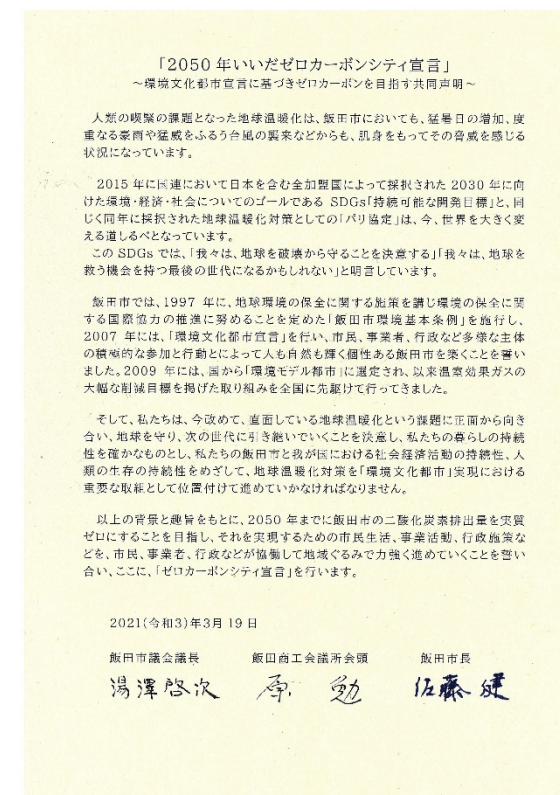 「2050 年いいだゼロカーボンシティ宣言」
～環境文化都市宣言に基づきゼロカーボンを目指す共同声明～
人類の喫緊の課題となった地球温暖化は、飯田市においても、猛暑日の増加、度
重なる豪雨や猛威をふるう台風の襲来などからも、肌身をもってその脅威を感じる
状況になっています。
2015 年に国連において日本を含む全加盟国によって採択された 2030 年に向
けた環境・経済・社会についてのゴールである SDGs「持続可能な開発目標」と、同
じく同年に採択された地球温暖化対策としての「パリ協定」は、今、世界を大きく変
える道しるべとなっています。
この SDGs では、「我々は、地球を破壊から守ることを決意する」「我々は、地球を
救う機会を持つ最後の世代になるかもしれない」と明言しています。
飯田市では、1997 年に、地球環境の保全に関する施策を講じ環境の保全に関
する国際協力の推進に努めることを定めた「飯田市環境基本条例」を施行し、
2007 年には、「環境文化都市宣言」を行い、市民、事業者、行政など多様な主体
の積極的な参加と行動とによって人も自然も輝く個性ある飯田市を築くことを誓い
ました。2009 年には、国から「環境モデル都市」に選定され、以来温室効果ガスの
大幅な削減目標を掲げた取り組みを全国に先駆けて行ってきました。
そして、私たちは、今改めて、直面している地球温暖化という課題に正面から向き
合い、地球を守り、次の世代に引き継いでいくことを決意し、私たちの暮らしの持続
性を確かなものとし、私たちの飯田市と我が国における社会経済活動の持続性、人
類の生存の持続性をめざして、地球温暖化対策を「環境文化都市」実現における
重要な取組として位置付けて進めていかなければなりません。
以上の背景と趣旨をもとに、2050 年までに飯田市の二酸化炭素排出量を実質
ゼロにすることを目指し、それを実現するための市民生活、事業活動、行政施策な
どを、市民、事業者、行政などが協働して地域ぐるみで力強く進めていくことを誓い
合い、ここに、「ゼロカーボンシティ宣言」を行います。
2021(令和3)年3月 19 日
飯田市議会議長 飯田商工会議所会頭 飯田市長
湯澤啓次 原 勉 佐藤健